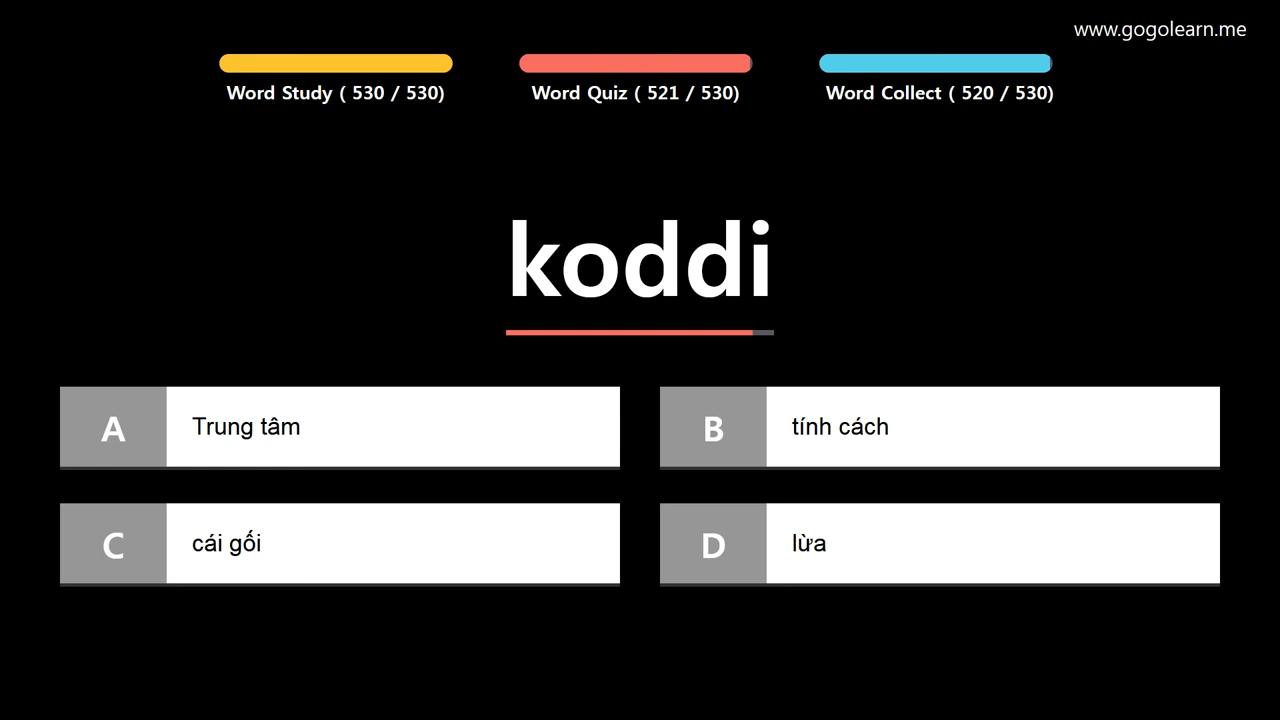 www.gogolearn.me
Word Study ( 530 / 530)
Word Quiz ( 521 / 530)
Word Collect ( 520 / 530)
koddi
A Trung tâm
B tính cách
C cái gối
D lừa